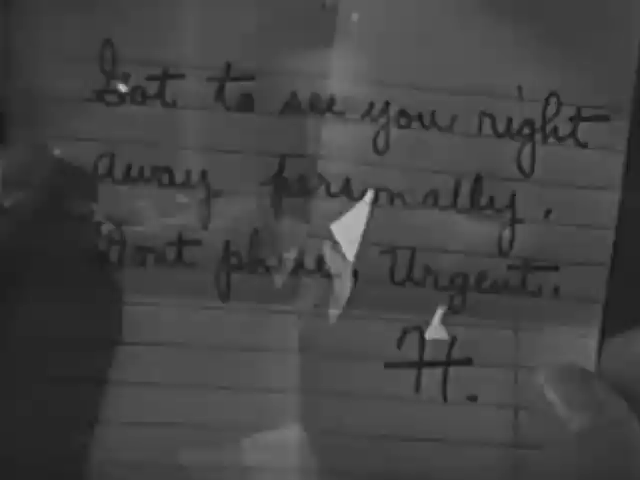 Got to see you right
away personally.
Dont phone. Urgent.
H.